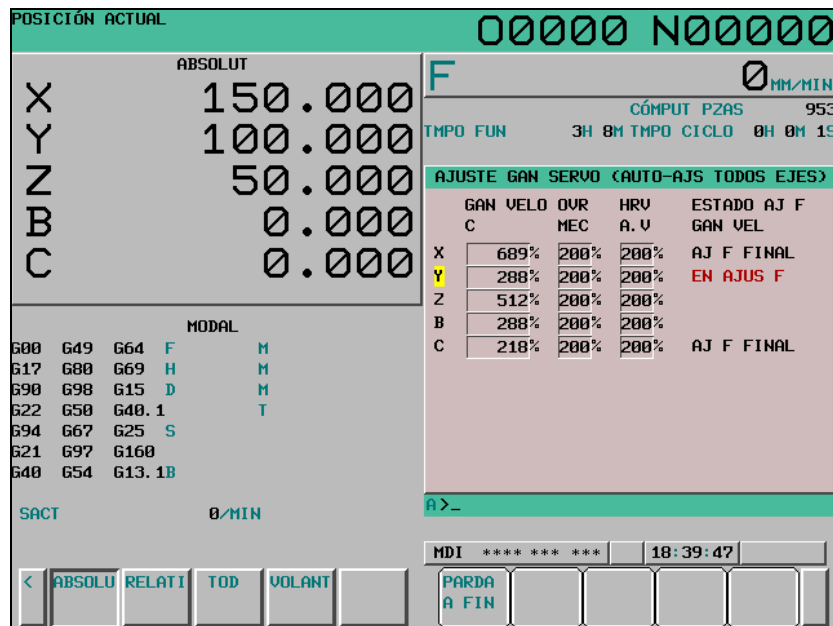 POSICIÓN ACTUAL
O0000 N00000
ABSOLUT
X 150.000
Y 100.000
Z 50.000
B 0.000
C 0.000
F 0 MM/MIN
CÓMPUT PZAS 953
TMPO FUN 3H 8M TMPO CICLO 0H 0M 1S
AJUSTE GAN SERVO (AUTO-AJS TODOS EJES)
GAN VELO OVR HRV ESTADO AJ F
C MEC A.V GAN VEL
X 689% 200% 200% AJ F FINAL
Y 288% 200% 200% EN AJUS F
Z 512% 200% 200%
B 288% 200% 200%
C 218% 200% 200% AJ F FINAL
MODAL
G00 G49 G64 F M
G17 G80 G69 H M
G90 G98 G15 D M
G22 G50 G40.1 T
G94 G67 G25 S
G21 G97 G160
G40 G54 G13.1B
SACT 0/MIN
A>_
MDI **** *** *** 18:39:47
< ABSOLU RELATI TOD VOLANT
PARDA
A FIN